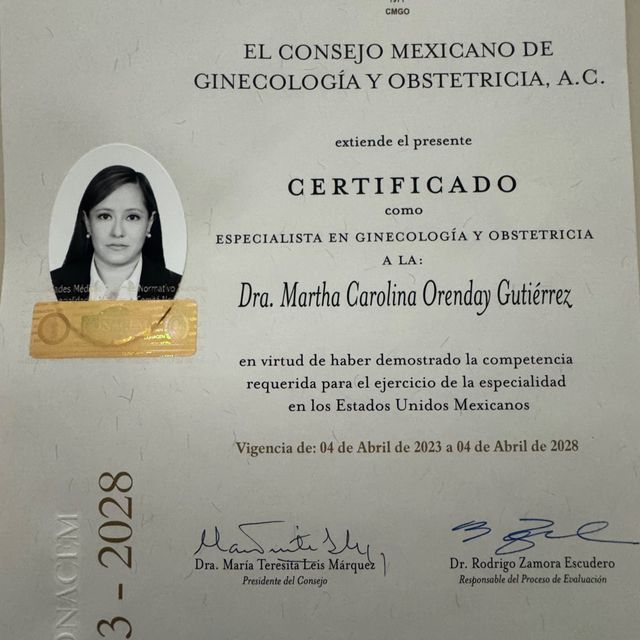 CMGO
EL CONSEJO MEXICANO DE
GINECOLOGÍA Y OBSTETRICIA, A.C.
extiende el presente
CERTIFICADO
como
ESPECIALISTA EN GINECOLOGÍA Y OBSTETRICIA
A LA:
Dra. Martha Carolina Orenday Gutiérrez
en virtud de haber demostrado la competencia
requerida para el ejercicio de la especialidad
en los Estados Unidos Mexicanos
Vigencia de: 04 de Abril de 2023 a 04 de Abril de 2028
Dra. María Teresita Leis Márquez
Presidente del Consejo
Dr. Rodrigo Zamora Escudero
Responsable del Proceso de Evaluación
ONACEM
3 - 2028
Normativo